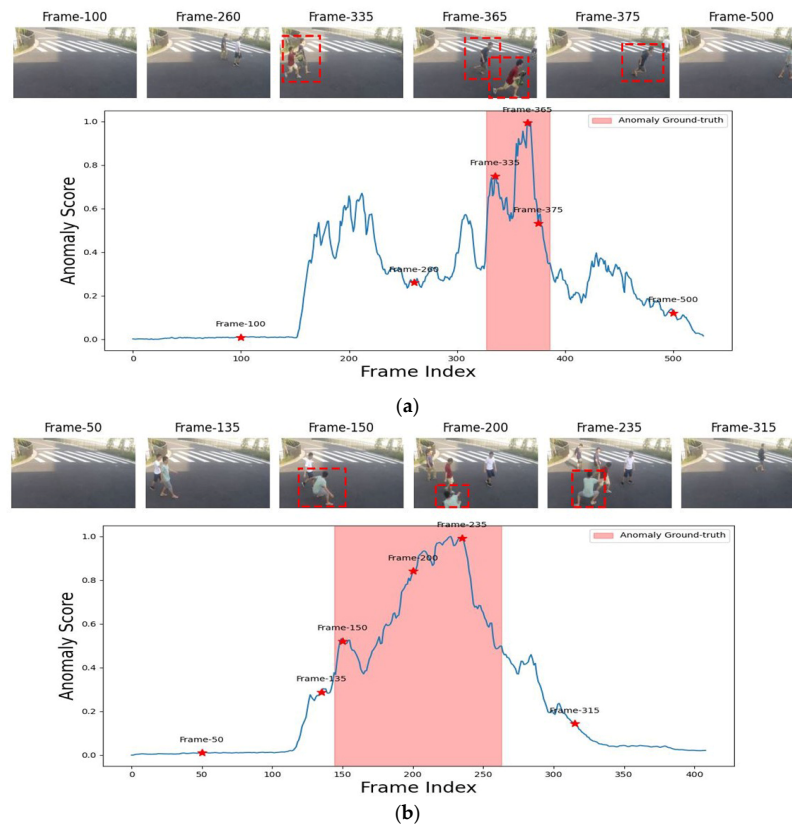 Frame-100 Frame-260 Frame-335 Frame-365 Frame-375 Frame-500
Frame-365
Anomaly Ground-truth
Frame-335
Frame-375
Frame-260
Frame-500
Frame-100
1.0
0.8
0.6
0.4
0.2
0.0
Anomaly Score
0 100 200 300 400 500
Frame Index
(a)
Frame-50 Frame-135 Frame-150 Frame-200 Frame-235 Frame-315
Frame-235
Anomaly Ground-truth
Frame-200
Frame-150
Frame-135
Frame-315
Frame-50
1.0
0.8
0.6
0.4
0.2
0.0
Anomaly Score
0 50 100 150 200 250 300 350 400
Frame Index
(b)